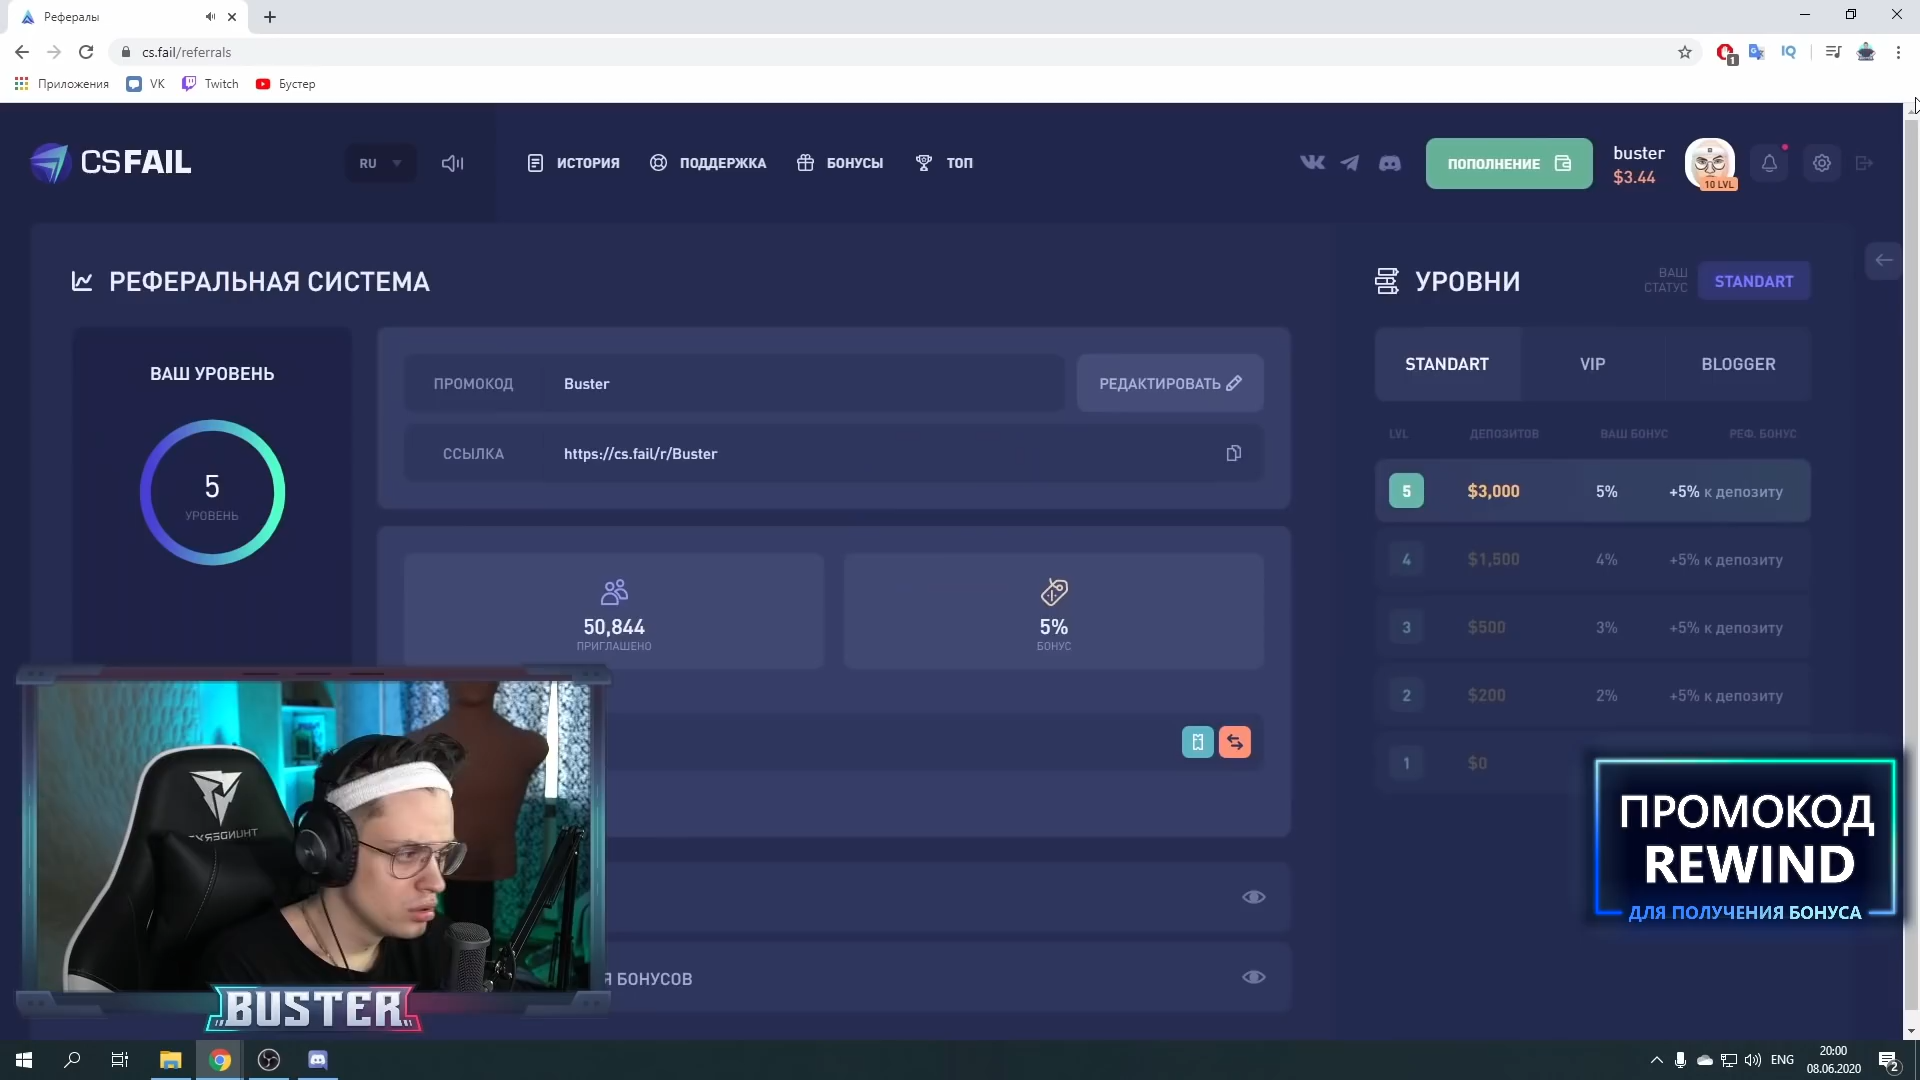 Рефералы
cs.fail/referrals
1
IQ
Приложения
VK
Twitch
Бустер
CSFAIL
RU
ИСТОРИЯ
ПОДДЕРЖКА
БОНУСЫ
ТОП
ПОПОЛНЕНИЕ
buster
$3.44
10 LVL
РЕФЕРАЛЬНАЯ СИСТЕМА
ВАШ УРОВЕНЬ
5
УРОВЕНЬ
ПРОМОКОД
Buster
РЕДАКТИРОВАТЬ
ССЫЛКА
https://cs.fail/r/Buster
50,844
ПРИГЛАШЕНО
5%
БОНУС
Я БОНУСОВ
УРОВНИ
ВАШ
СТАТУС
STANDART
STANDART VIP BLOGGER
LVL ДЕПОЗИТОВ ВАШ БОНУС РЕФ. БОНУС
5 $3,000 5% +5% к депозиту
4 $1,500 4% +5% к депозиту
3 $500 3% +5% к депозиту
2 $200 2% +5% к депозиту
1 $0
ПРОМОКОД
REWIND
ДЛЯ ПОЛУЧЕНИЯ БОНУСА
BUSTER
ENG
20:00
08.06.2020
2